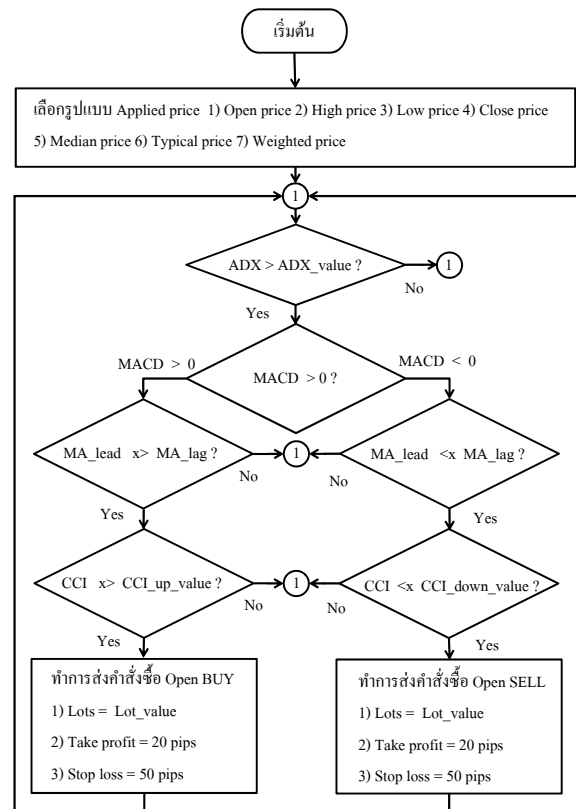 เริ่มต้น
เลือกรูปแบบ Applied price 1) Open price 2) High price 3) Low price 4) Close price
5) Median price 6) Typical price 7) Weighted price
1
ADX > ADX_value ?
1
No
Yes
MACD > 0
MACD > 0 ?
MACD < 0
MA_lead x> MA_lag ?
1
MA_lead <x MA_lag ?
No
No
Yes
Yes
CCI x> CCI_up_value ?
1
CCI <x CCI_down_value ?
No
No
Yes
Yes
ทำการส่งคำสั่งซื้อ Open BUY
1) Lots = Lot_value
2) Take profit = 20 pips
3) Stop loss = 50 pips
ทำการส่งคำสั่งซื้อ Open SELL
1) Lots = Lot_value
2) Take profit = 20 pips
3) Stop loss = 50 pips